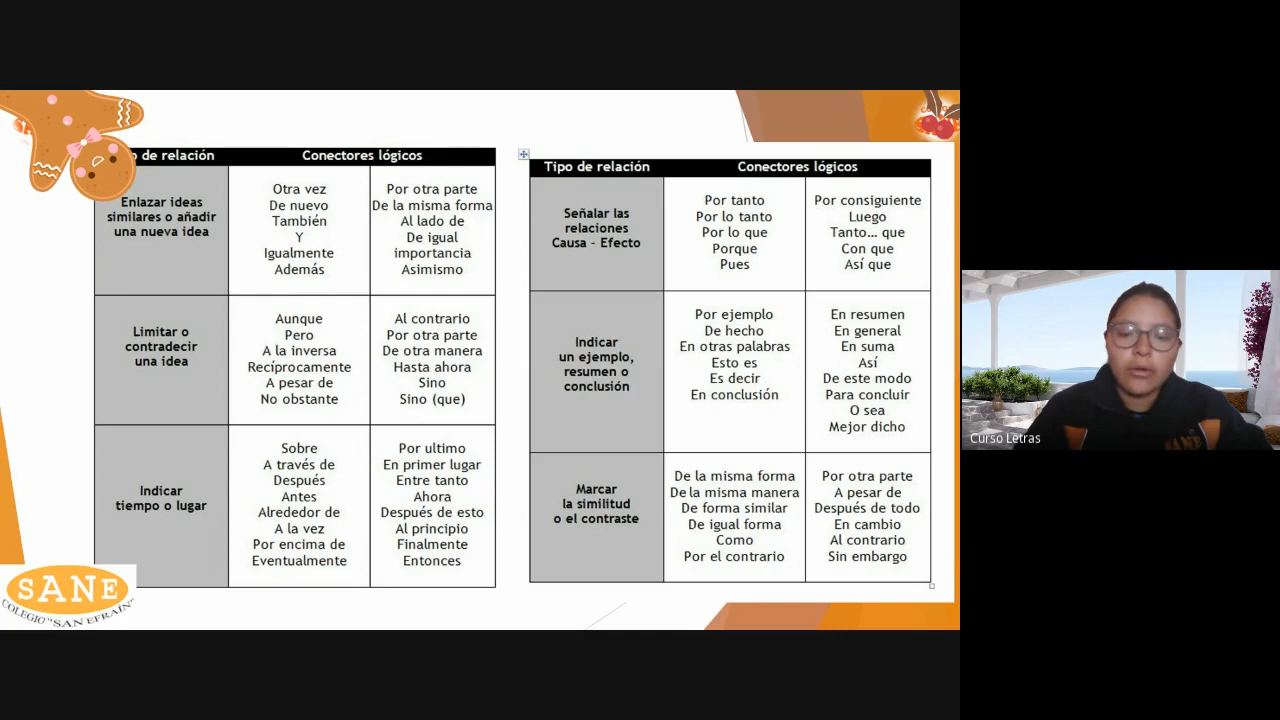 o de relación Conectores lógicos
Enlazar ideas
similares o añadir
una nueva idea
Otra vez
De nuevo
También
Y
Igualmente
Además
Por otra parte
De la misma forma
Al lado de
De igual
importancia
Asimismo
Limitar o
contradecir
una idea
Aunque
Pero
A la inversa
Recíprocamente
A pesar de
No obstante
Al contrario
Por otra parte
De otra manera
Hasta ahora
Sino
Sino (que)
Indicar
tiempo o lugar
Sobre
A través de
Después
Antes
Alrededor de
A la vez
Por encima de
Eventualmente
Por ultimo
En primer lugar
Entre tanto
Ahora
Después de esto
Al principio
Finalmente
Entonces
Tipo de relación Conectores lógicos
Señalar las
relaciones
Causa - Efecto
Por tanto
Por lo tanto
Por lo que
Porque
Pues
Por consiguiente
Luego
Tanto... que
Con que
Así que
Indicar
un ejemplo,
resumen o
conclusión
Por ejemplo
De hecho
En otras palabras
Esto es
Es decir
En conclusión
En resumen
En general
En suma
Así
De este modo
Para concluir
O sea
Mejor dicho
Marcar
la similitud
o el contraste
De la misma forma
De la misma manera
De forma similar
De igual forma
Como
Por el contrario
Por otra parte
A pesar de
Después de todo
En cambio
Al contrario
Sin embargo
SANE
COLEGIO "SAN EFRAIN"
SANE
Curso Letras